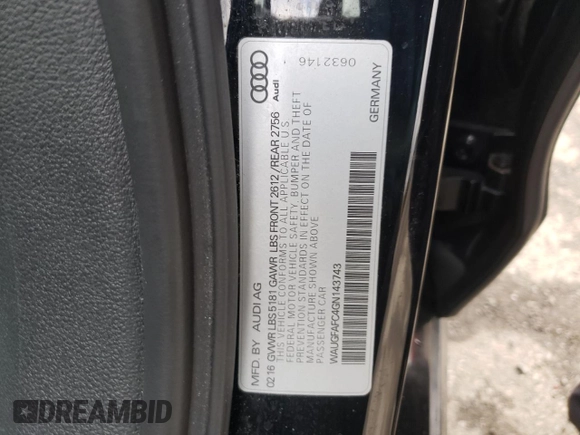 MFD. BY AUDI AG
0216 GVWR LBS 5181 GAWR LBS FRONT 2612/REAR 2756
THIS VEHICLE CONFORMS TO ALL APPLICABLE U S
FEDERAL MOTOR VEHICLE SAFETY, BUMPER AND THEFT
PREVENTION STANDARDS IN EFFECT ON THE DATE OF
MANUFACTURE SHOWN ABOVE
PASSENGER CAR
WAUGFAFC4GN143743
GERMANY
Audi
0632146
DREAMBID